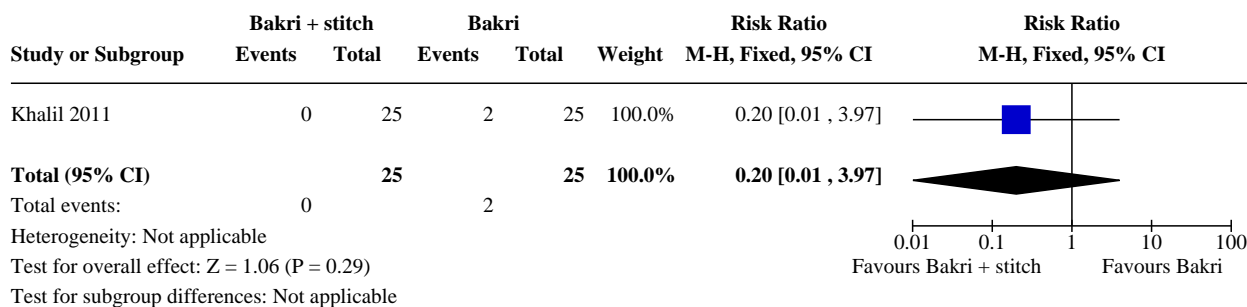 Bakri + stitch Bakri Risk Ratio Risk Ratio
Study or Subgroup Events Total Events Total Weight M-H, Fixed, 95% CI M-H, Fixed, 95% CI
Khalil 2011 0 25 2 25 100.0% 0.20 [0.01 , 3.97]
Total (95% CI) 25 25 100.0% 0.20 [0.01 , 3.97]
Total events: 0 2
Heterogeneity: Not applicable
0.01 0.1 1 10 100
Test for overall effect: Z = 1.06 (P = 0.29)
Favours Bakri + stitch Favours Bakri
Test for subgroup differences: Not applicable